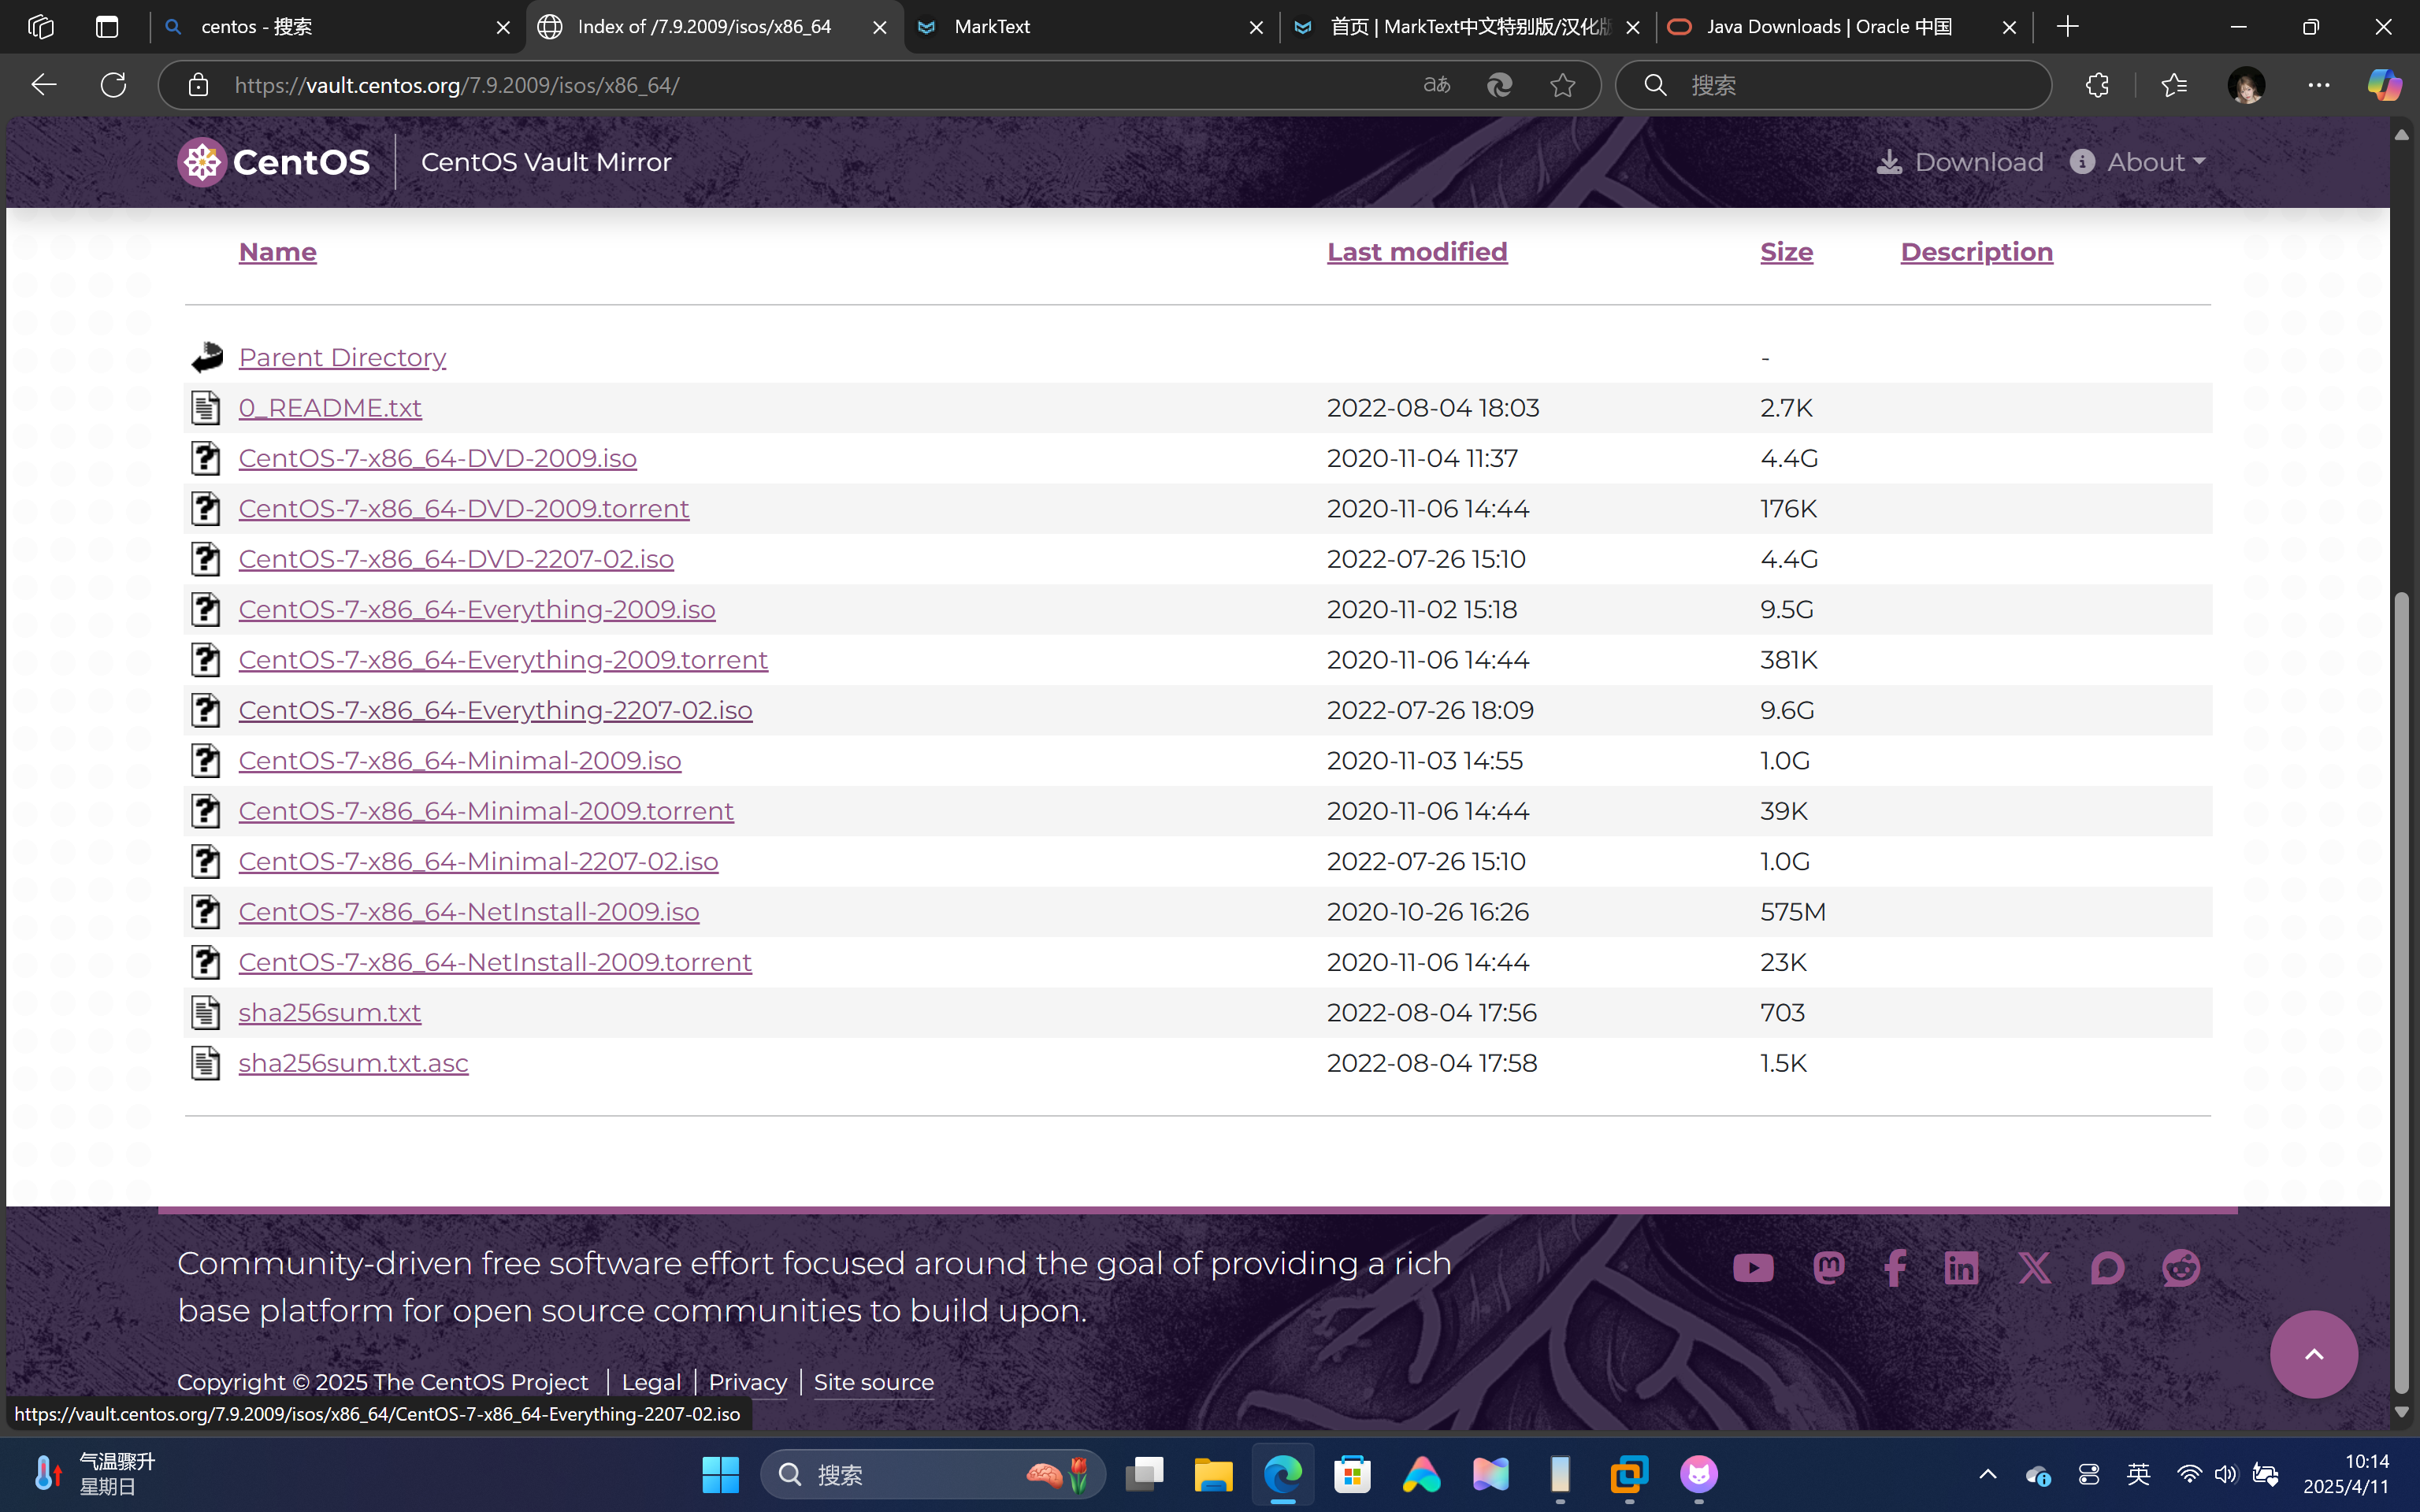 centos - 搜索
Index of /7.9.2009/isos/x86_64
MarkText
首页 | MarkText中文特别版/汉化版
Java Downloads | Oracle 中国
https://vault.centos.org/7.9.2009/isos/x86_64/
搜索
CentOS
CentOS Vault Mirror
Download
About
Name Last modified Size Description
Parent Directory -
0_README.txt 2022-08-04 18:03 2.7K
CentOS-7-x86_64-DVD-2009.iso 2020-11-04 11:37 4.4G
CentOS-7-x86_64-DVD-2009.torrent 2020-11-06 14:44 176K
CentOS-7-x86_64-DVD-2207-02.iso 2022-07-26 15:10 4.4G
CentOS-7-x86_64-Everything-2009.iso 2020-11-02 15:18 9.5G
CentOS-7-x86_64-Everything-2009.torrent 2020-11-06 14:44 381K
CentOS-7-x86_64-Everything-2207-02.iso 2022-07-26 18:09 9.6G
CentOS-7-x86_64-Minimal-2009.iso 2020-11-03 14:55 1.0G
CentOS-7-x86_64-Minimal-2009.torrent 2020-11-06 14:44 39K
CentOS-7-x86_64-Minimal-2207-02.iso 2022-07-26 15:10 1.0G
CentOS-7-x86_64-NetInstall-2009.iso 2020-10-26 16:26 575M
CentOS-7-x86_64-NetInstall-2009.torrent 2020-11-06 14:44 23K
sha256sum.txt 2022-08-04 17:56 703
sha256sum.txt.asc 2022-08-04 17:58 1.5K
Community-driven free software effort focused around the goal of providing a rich
base platform for open source communities to build upon.
Copyright © 2025 The CentOS Project | Legal | Privacy | Site source
https://vault.centos.org/7.9.2009/isos/x86_64/CentOS-7-x86_64-Everything-2207-02.iso
气温骤升
星期日
搜索
英
10:14
2025/4/11